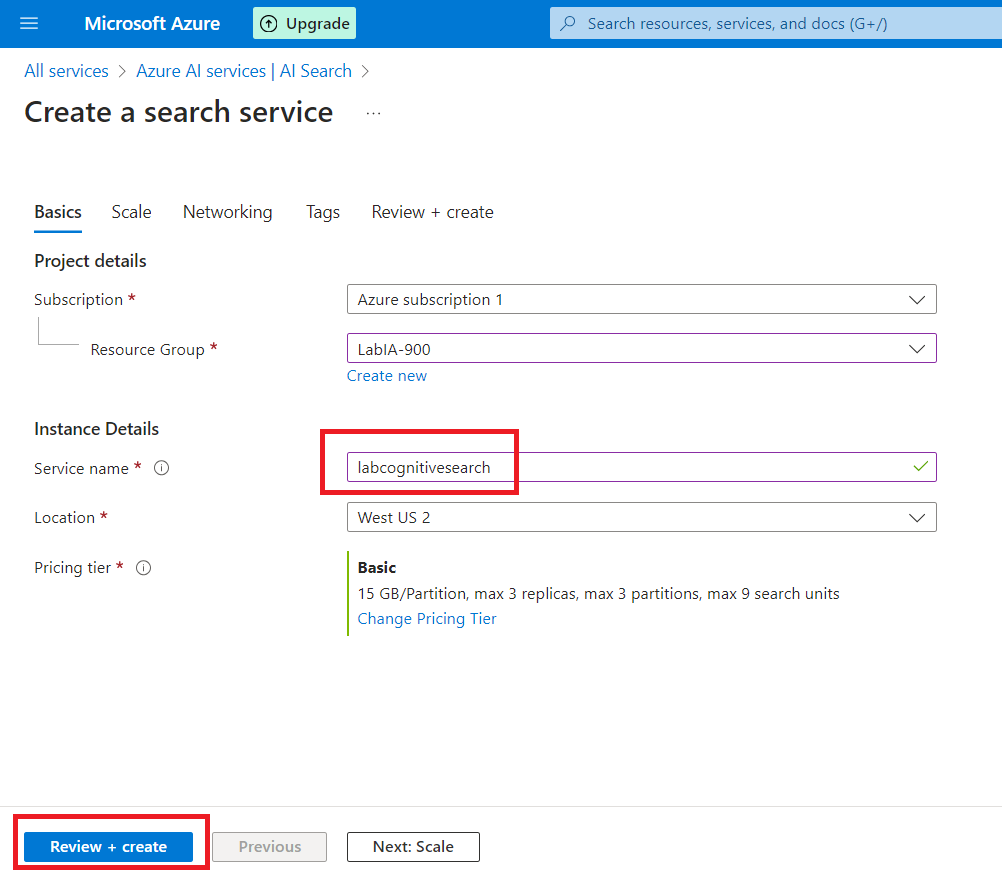 Microsoft Azure
Upgrade
Search resources, services, and docs (G+/)
All services > Azure AI services | AI Search >
Create a search service ...
Basics Scale Networking Tags Review + create
Project details
Subscription * Azure subscription 1
Resource Group * LabIA-900
Create new
Instance Details
Service name * labcognitivesearch
Location * West US 2
Pricing tier * Basic
15 GB/Partition, max 3 replicas, max 3 partitions, max 9 search units
Change Pricing Tier
Review + create Previous Next: Scale